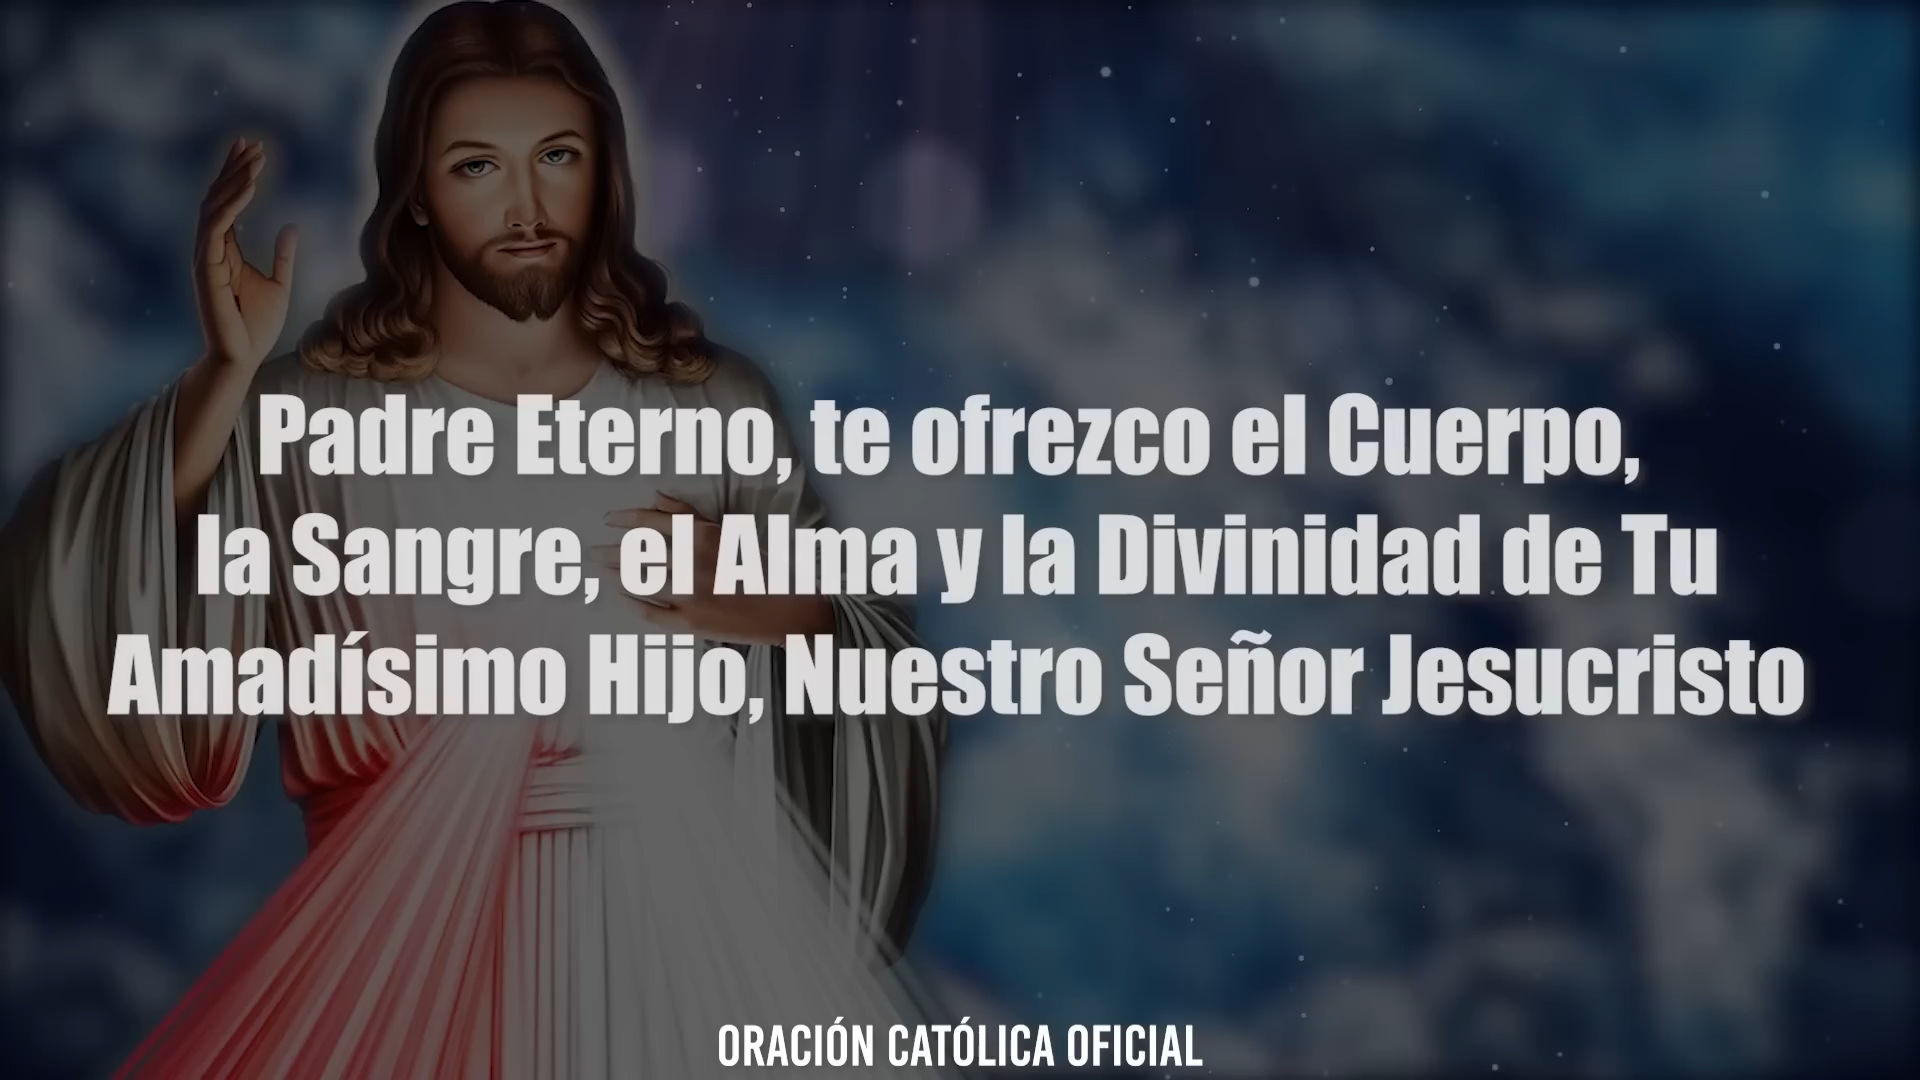 Padre Eterno, te ofrezco el Cuerpo,
la Sangre, el Alma y la Divinidad de Tu
Amadísimo Hijo, Nuestro Señor Jesucristo
ORACIÓN CATÓLICA OFICIAL